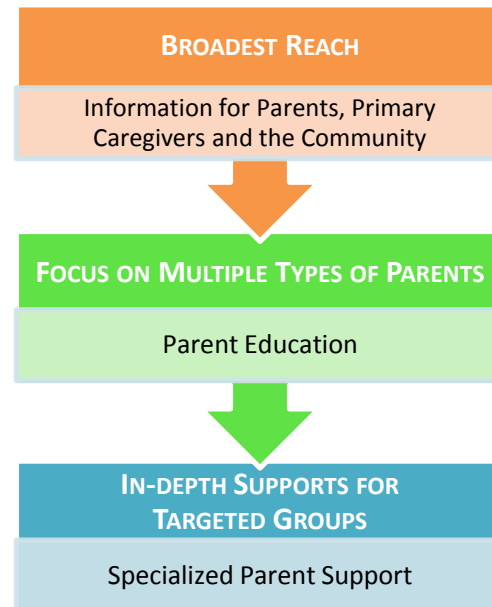 BROADEST REACH
Information for Parents, Primary
Caregivers and the Community
FOCUS ON MULTIPLE TYPES OF PARENTS
Parent Education
IN-DEPTH SUPPORTS FOR
TARGETED GROUPS
Specialized Parent Support